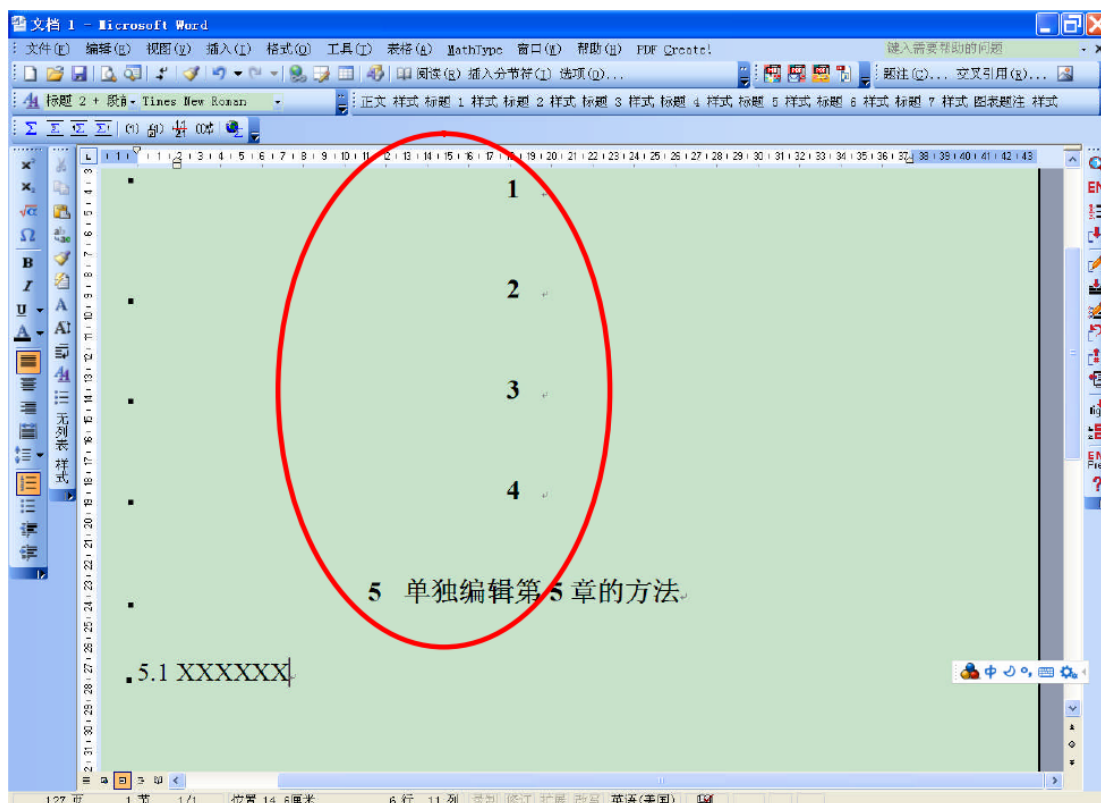 文档 1 - Microsoft Word
文件(F) 编辑(E) 视图(V) 插入(I) 格式(O) 工具(T) 表格(A) MathType 窗口(W) 帮助(H) PDF Create! 键入需要帮助的问题
阅读(R) 插入分节符(I) 选项(O)... 题注(C)... 交叉引用(R)...
标题 2 + 段前 Times New Roman 正文 样式 标题 1 样式 标题 2 样式 标题 3 样式 标题 4 样式 标题 5 样式 标题 6 样式 标题 7 样式 图表题注 样式
1
2
3
4
5 单独编辑第 5 章的方法
5.1 XXXXXX
无列表 样式
中
127 页 1 节 1/1 位置 14.6厘米 6 行 11 列 录制 修订 扩展 改写 英语(美国)